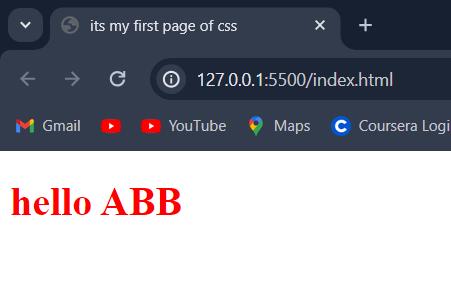 its my first page of css
127.0.0.1:5500/index.html
Gmail YouTube Maps Coursera Logi
hello ABB